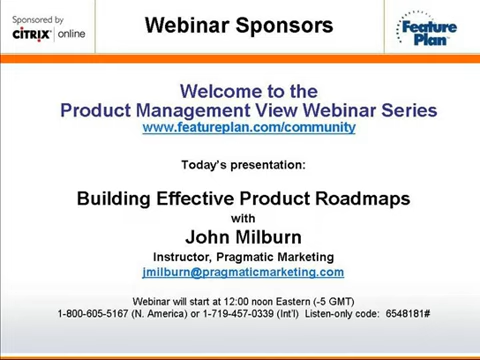 Sponsored by
CITRIX online
Webinar Sponsors
Feature
Plan™
Welcome to the
Product Management View Webinar Series
www.featureplan.com/community
Today's presentation:
Building Effective Product Roadmaps
with
John Milburn
Instructor, Pragmatic Marketing
jmilburn@pragmaticmarketing.com
Webinar will start at 12:00 noon Eastern (-5 GMT)
1-800-605-5167 (N. America) or 1-719-457-0339 (Int'l)  Listen-only code:  6548181#